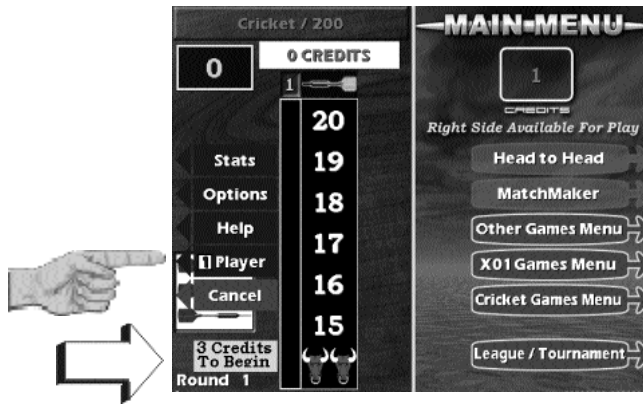 Cricket / 200
0
0 CREDITS
1
20
19
18
17
16
15
Stats
Options
Help
1 Player
Cancel
3 Credits
To Begin
Round 1
MAIN-MENU
1
CREDITS
Right Side Available For Play
Head to Head
MatchMaker
Other Games Menu
X01 Games Menu
Cricket Games Menu
League / Tournament